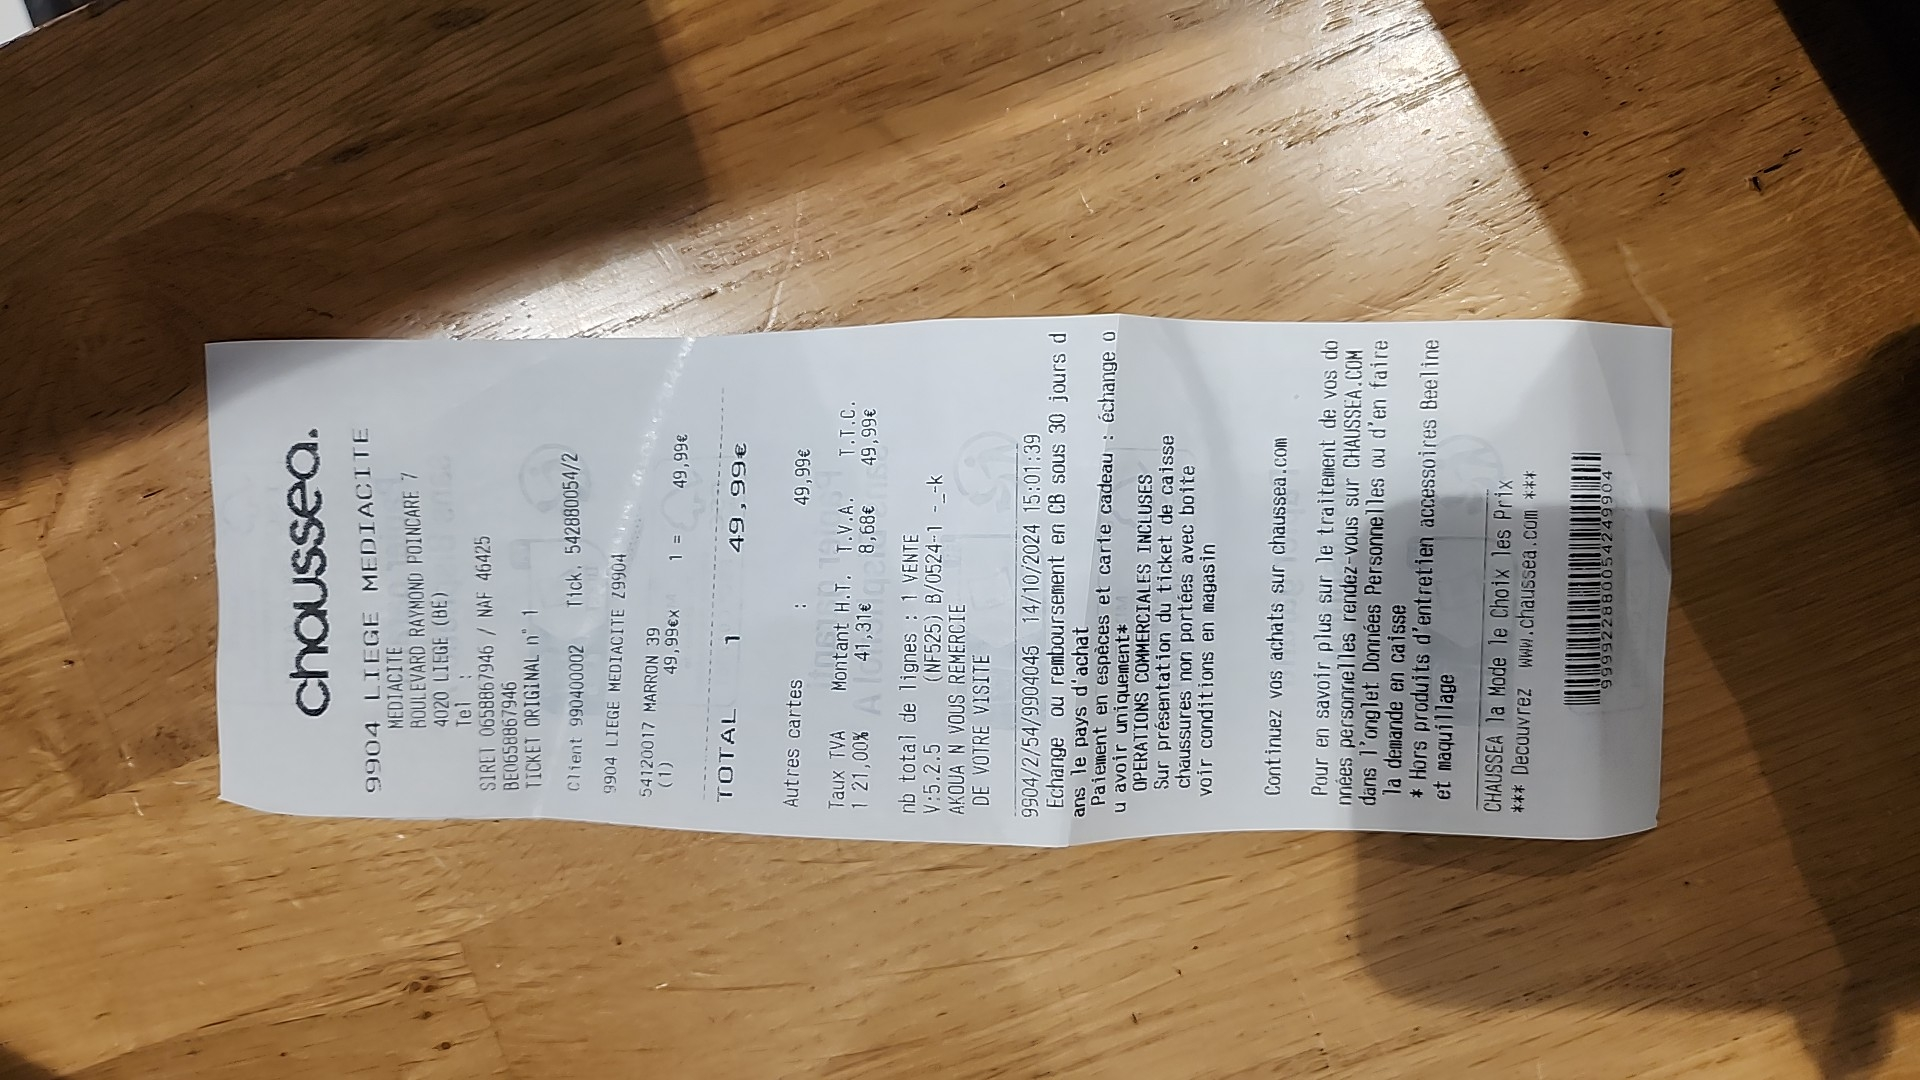 chaussea.
9904 LIEGE MEDIACITE
MEDIACITE
BOULEVARD RAYMOND POINCARE 7
4020 LIEGE (BE)
Tel :
SIRET 0658867946 / NAF 46425
BE0658867946
TICKET ORIGINAL n° 1
Client 990400002 Tick. 542880054/2
9904 LIEGE MEDIACITE Z9904
54120017 MARRON 39
(1) 49,99€x 1 = 49,99€
TOTAL 1 49,99€
Autres cartes : 49,99€
Taux TVA Montant H.T. T.V.A. T.T.C.
1 21,00% 41,31€ 8,68€ 49,99€
nb total de lignes : 1 VENTE
V:5.2.5 (NF525) B/0524-1 -_-k
AKOUA N VOUS REMERCIE
DE VOTRE VISITE
9904/2/54/9904045 14/10/2024 15:01:39
Echange ou remboursement en CB sous 30 jours d
ans le pays d'achat
Paiement en espèces et carte cadeau : échange o
u avoir uniquement*
OPERATIONS COMMERCIALES INCLUSES
Sur présentation du ticket de caisse
chaussures non portées avec boite
voir conditions en magasin
Continuez vos achats sur chaussea.com
Pour en savoir plus sur le traitement de vos do
nnées personnelles rendez-vous sur CHAUSSEA.COM
dans l'onglet Données Personnelles ou d'en faire
la demande en caisse
* Hors produits d'entretien accessoires Beeline
et maquillage
CHAUSSEA la Mode le Choix les Prix
*** Decouvrez www.chaussea.com ***
9999222880054249904